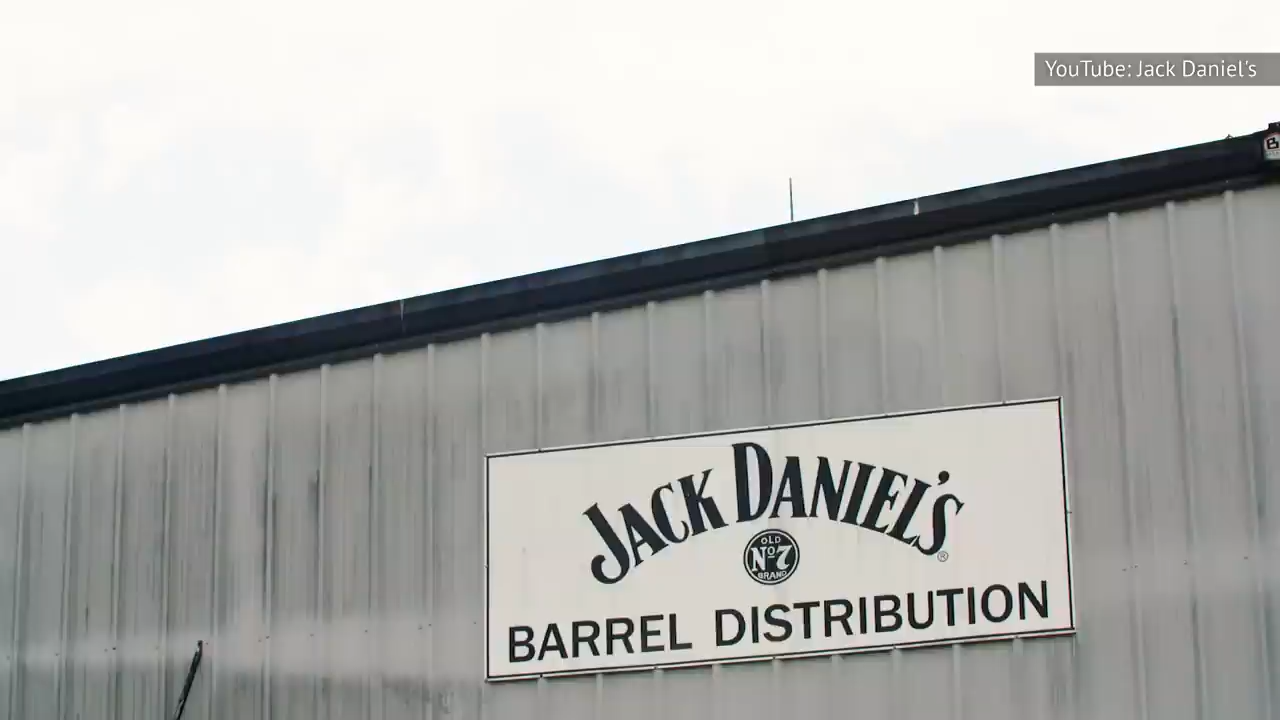 YouTube: Jack Daniel's
B
JACK DANIEL'S
OLD
Nº7
BRAND
®
BARREL DISTRIBUTION